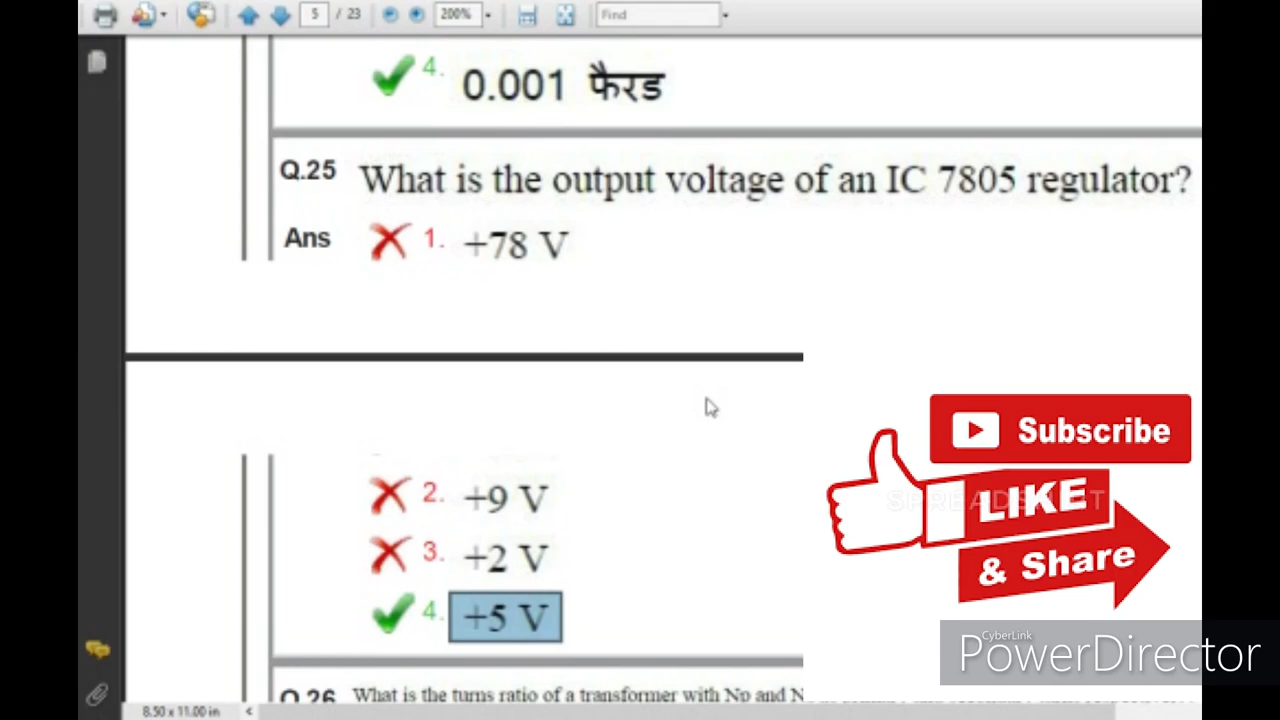 5 / 23 200% Find
4. 0.001 फैरड
Q.25 What is the output voltage of an IC 7805 regulator?
Ans 1. +78 V
Subscribe
2. +9 V
LIKE
3. +2 V
& Share
4. +5 V
CyberLink
PowerDirector
Q.26 What is the turns ratio of a transformer with Np and N
8.50 x 11.00 in